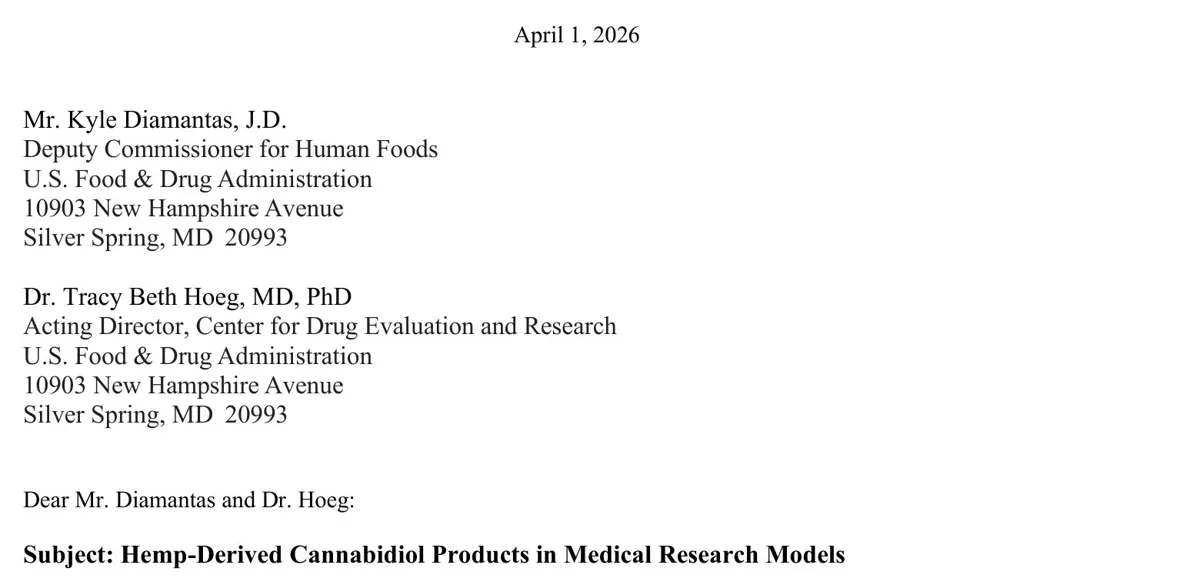 April 1, 2026
Mr. Kyle Diamantas, J.D.
Deputy Commissioner for Human Foods
U.S. Food & Drug Administration
10903 New Hampshire Avenue
Silver Spring, MD  20993
Dr. Tracy Beth Hoeg, MD, PhD
Acting Director, Center for Drug Evaluation and Research
U.S. Food & Drug Administration
10903 New Hampshire Avenue
Silver Spring, MD  20993
Dear Mr. Diamantas and Dr. Hoeg:
Subject: Hemp-Derived Cannabidiol Products in Medical Research Models